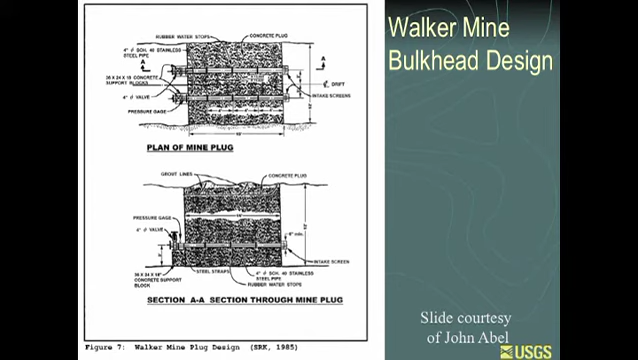 Walker Mine
Bulkhead Design
RUBBER WATER STOPS
CONCRETE PLUG
4" ∅ SCH. 40 STAINLESS
STEEL PIPE
A
A
36 X 24 X 18 CONCRETE
SUPPORT BLOCKS
DRIFT
4" ∅ VALVE
INTAKE SCREENS
PRESSURE GAGE
PLAN OF MINE PLUG
GROUT LINES
CONCRETE PLUG
PRESSURE GAGE
4" ∅ VALVE
6" min.
INTAKE SCREEN
36 X 24 X 18"
CONCRETE SUPPORT
BLOCK
STEEL STRAPS
4" ∅ SCH. 40 STAINLESS
STEEL PIPE
RUBBER WATER STOPS
SECTION A-A SECTION THROUGH MINE PLUG
Figure 7: Walker Mine Plug Design (SRK, 1985)
Slide courtesy
of John Abel
USGS